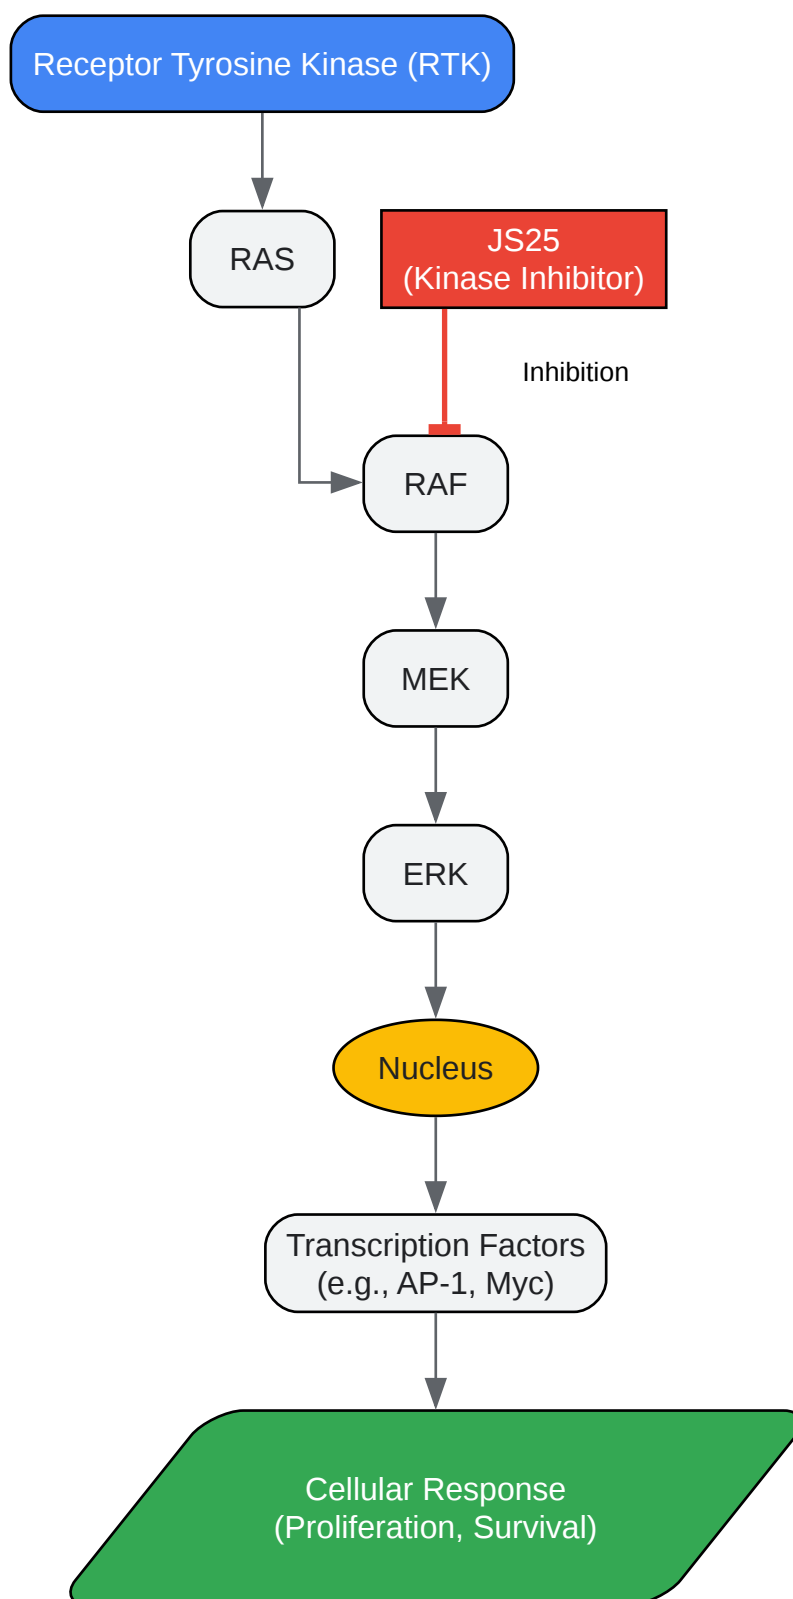 Receptor Tyrosine Kinase (RTK)
RAS
JS25
(Kinase Inhibitor)
Inhibition
RAF
MEK
ERK
Nucleus
Transcription Factors
(e.g., AP-1, Myc)
Cellular Response
(Proliferation, Survival)